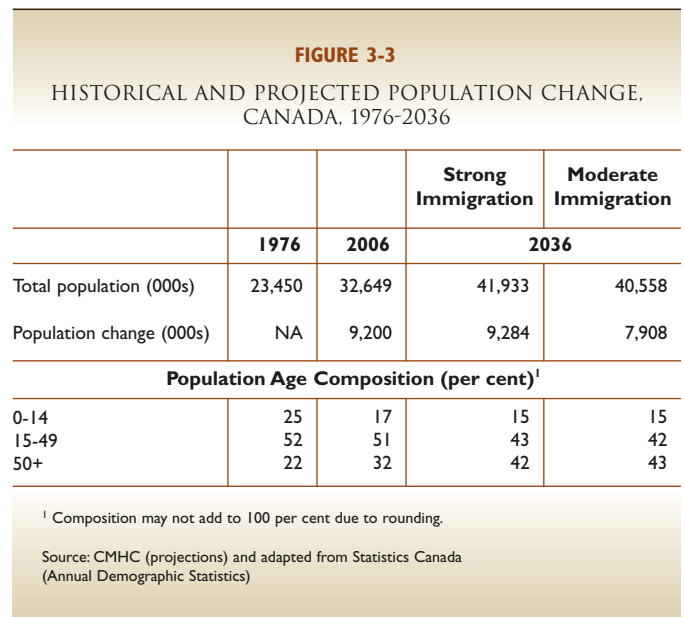 FIGURE 3-3
HISTORICAL AND PROJECTED POPULATION CHANGE,
CANADA, 1976-2036
Strong Immigration Moderate Immigration
1976 2006 2036
Total population (000s) 23,450 32,649 41,933 40,558
Population change (000s) NA 9,200 9,284 7,908
Population Age Composition (per cent)¹
0-14 25 17 15 15
15-49 52 51 43 42
50+ 22 32 42 43
¹ Composition may not add to 100 per cent due to rounding.
Source: CMHC (projections) and adapted from Statistics Canada
(Annual Demographic Statistics)